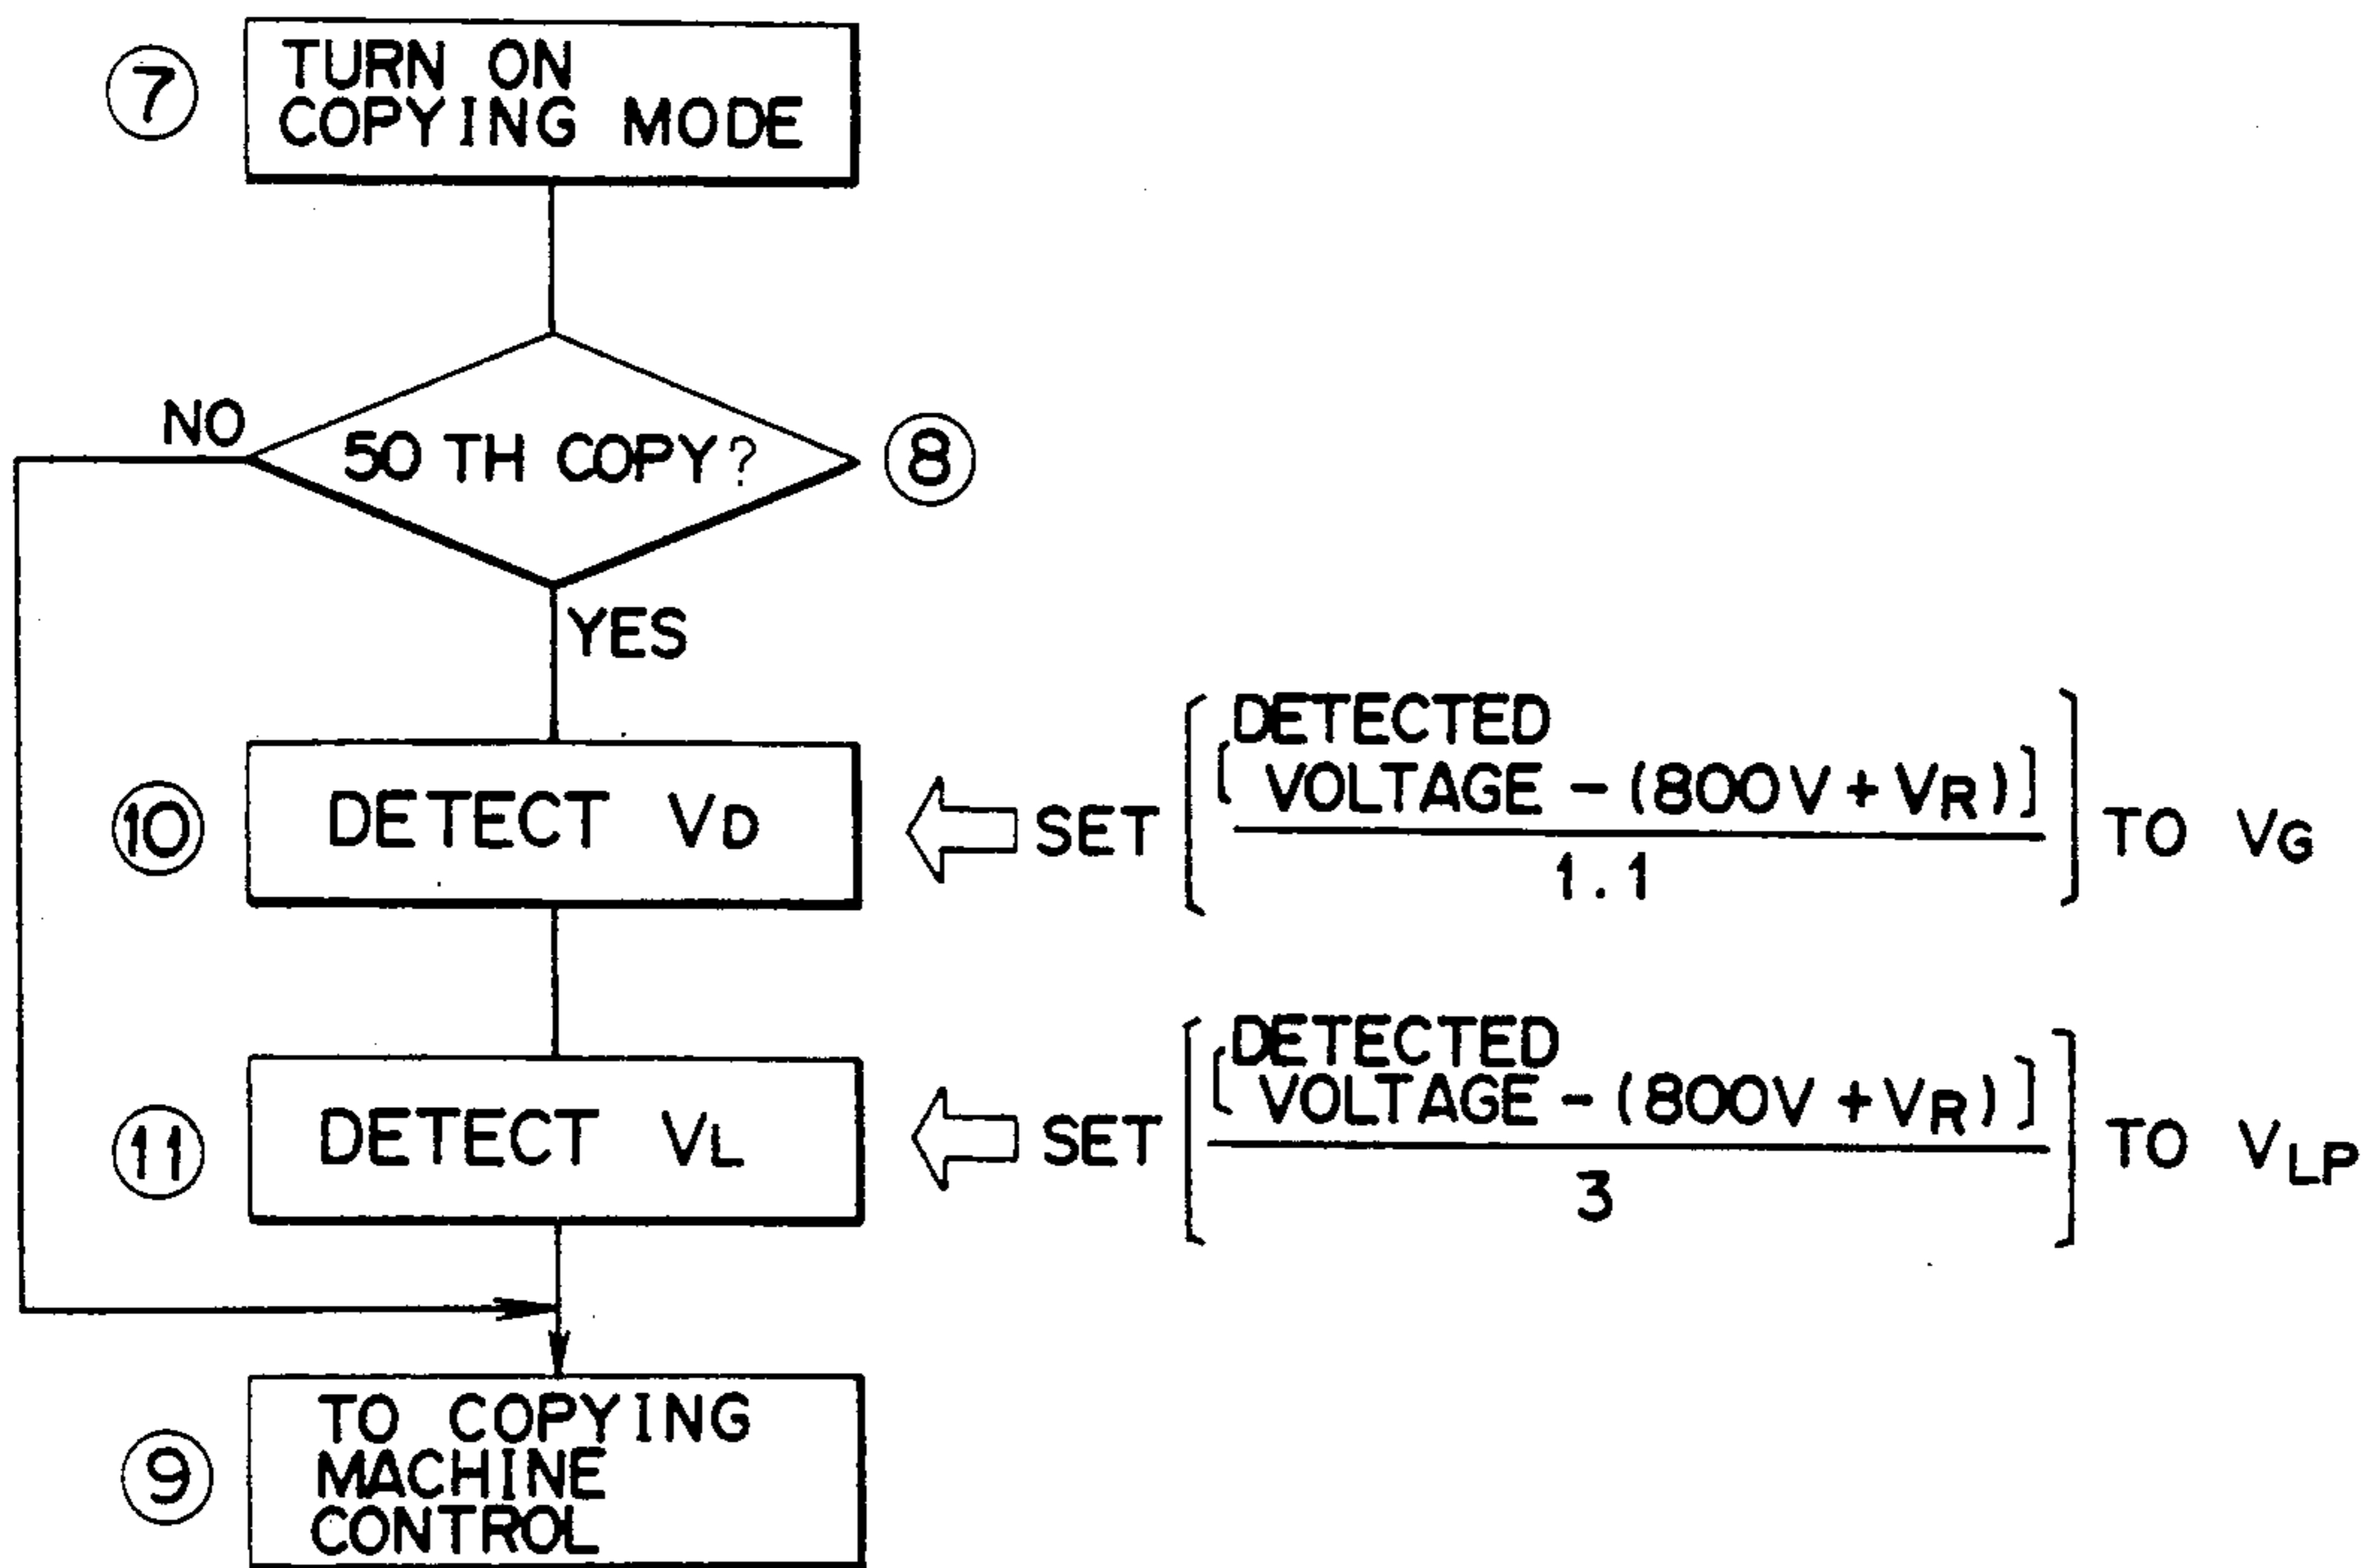 7
TURN ON
COPYING MODE
NO
50 TH COPY?
8
YES
10
DETECT VD
SET [[DETECTED
VOLTAGE - (800V + VR)]
1.1
] TO VG
11
DETECT VL
SET [[DETECTED
VOLTAGE - (800V + VR)]
3
] TO VLP
9
TO COPYING
MACHINE
CONTROL